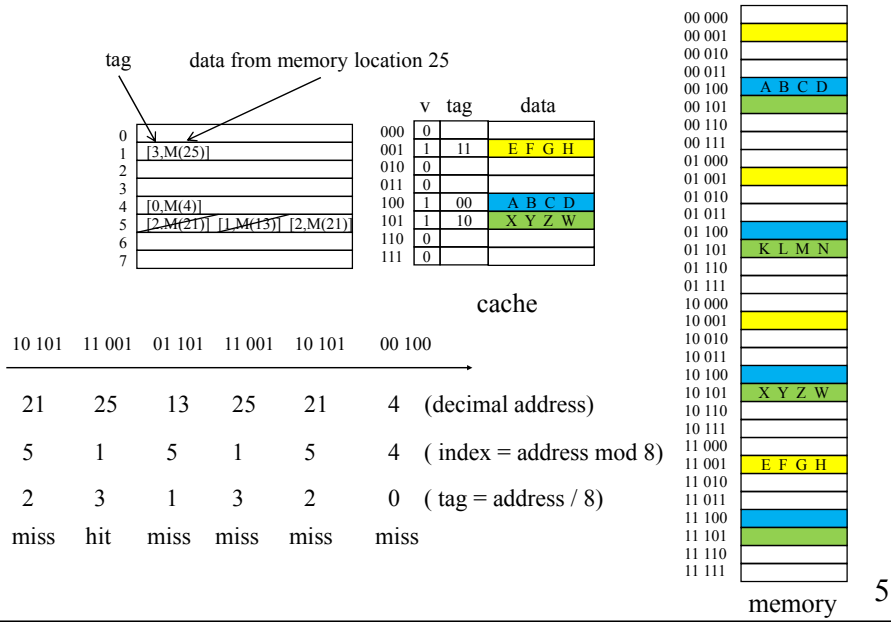 tag data from memory location 25
0
1 [3,M(25)]
2
3
4 [0,M(4)]
5 [2,M(21)] [1,M(13)] [2,M(21)]
6
7
v tag data
000 0
001 1 11 E F G H
010 0
011 0
100 1 00 A B C D
101 1 10 X Y Z W
110 0
111 0
cache
10 101 11 001 01 101 11 001 10 101 00 100
21 25 13 25 21 4 (decimal address)
5 1 5 1 5 4 ( index = address mod 8)
2 3 1 3 2 0 ( tag = address / 8)
miss hit miss miss miss miss
00 000
00 001
00 010
00 011
00 100 A B C D
00 101
00 110
00 111
01 000
01 001
01 010
01 011
01 100
01 101 K L M N
01 110
01 111
10 000
10 001
10 010
10 011
10 100
10 101 X Y Z W
10 110
10 111
11 000
11 001 E F G H
11 010
11 011
11 100
11 101
11 110
11 111
memory
5